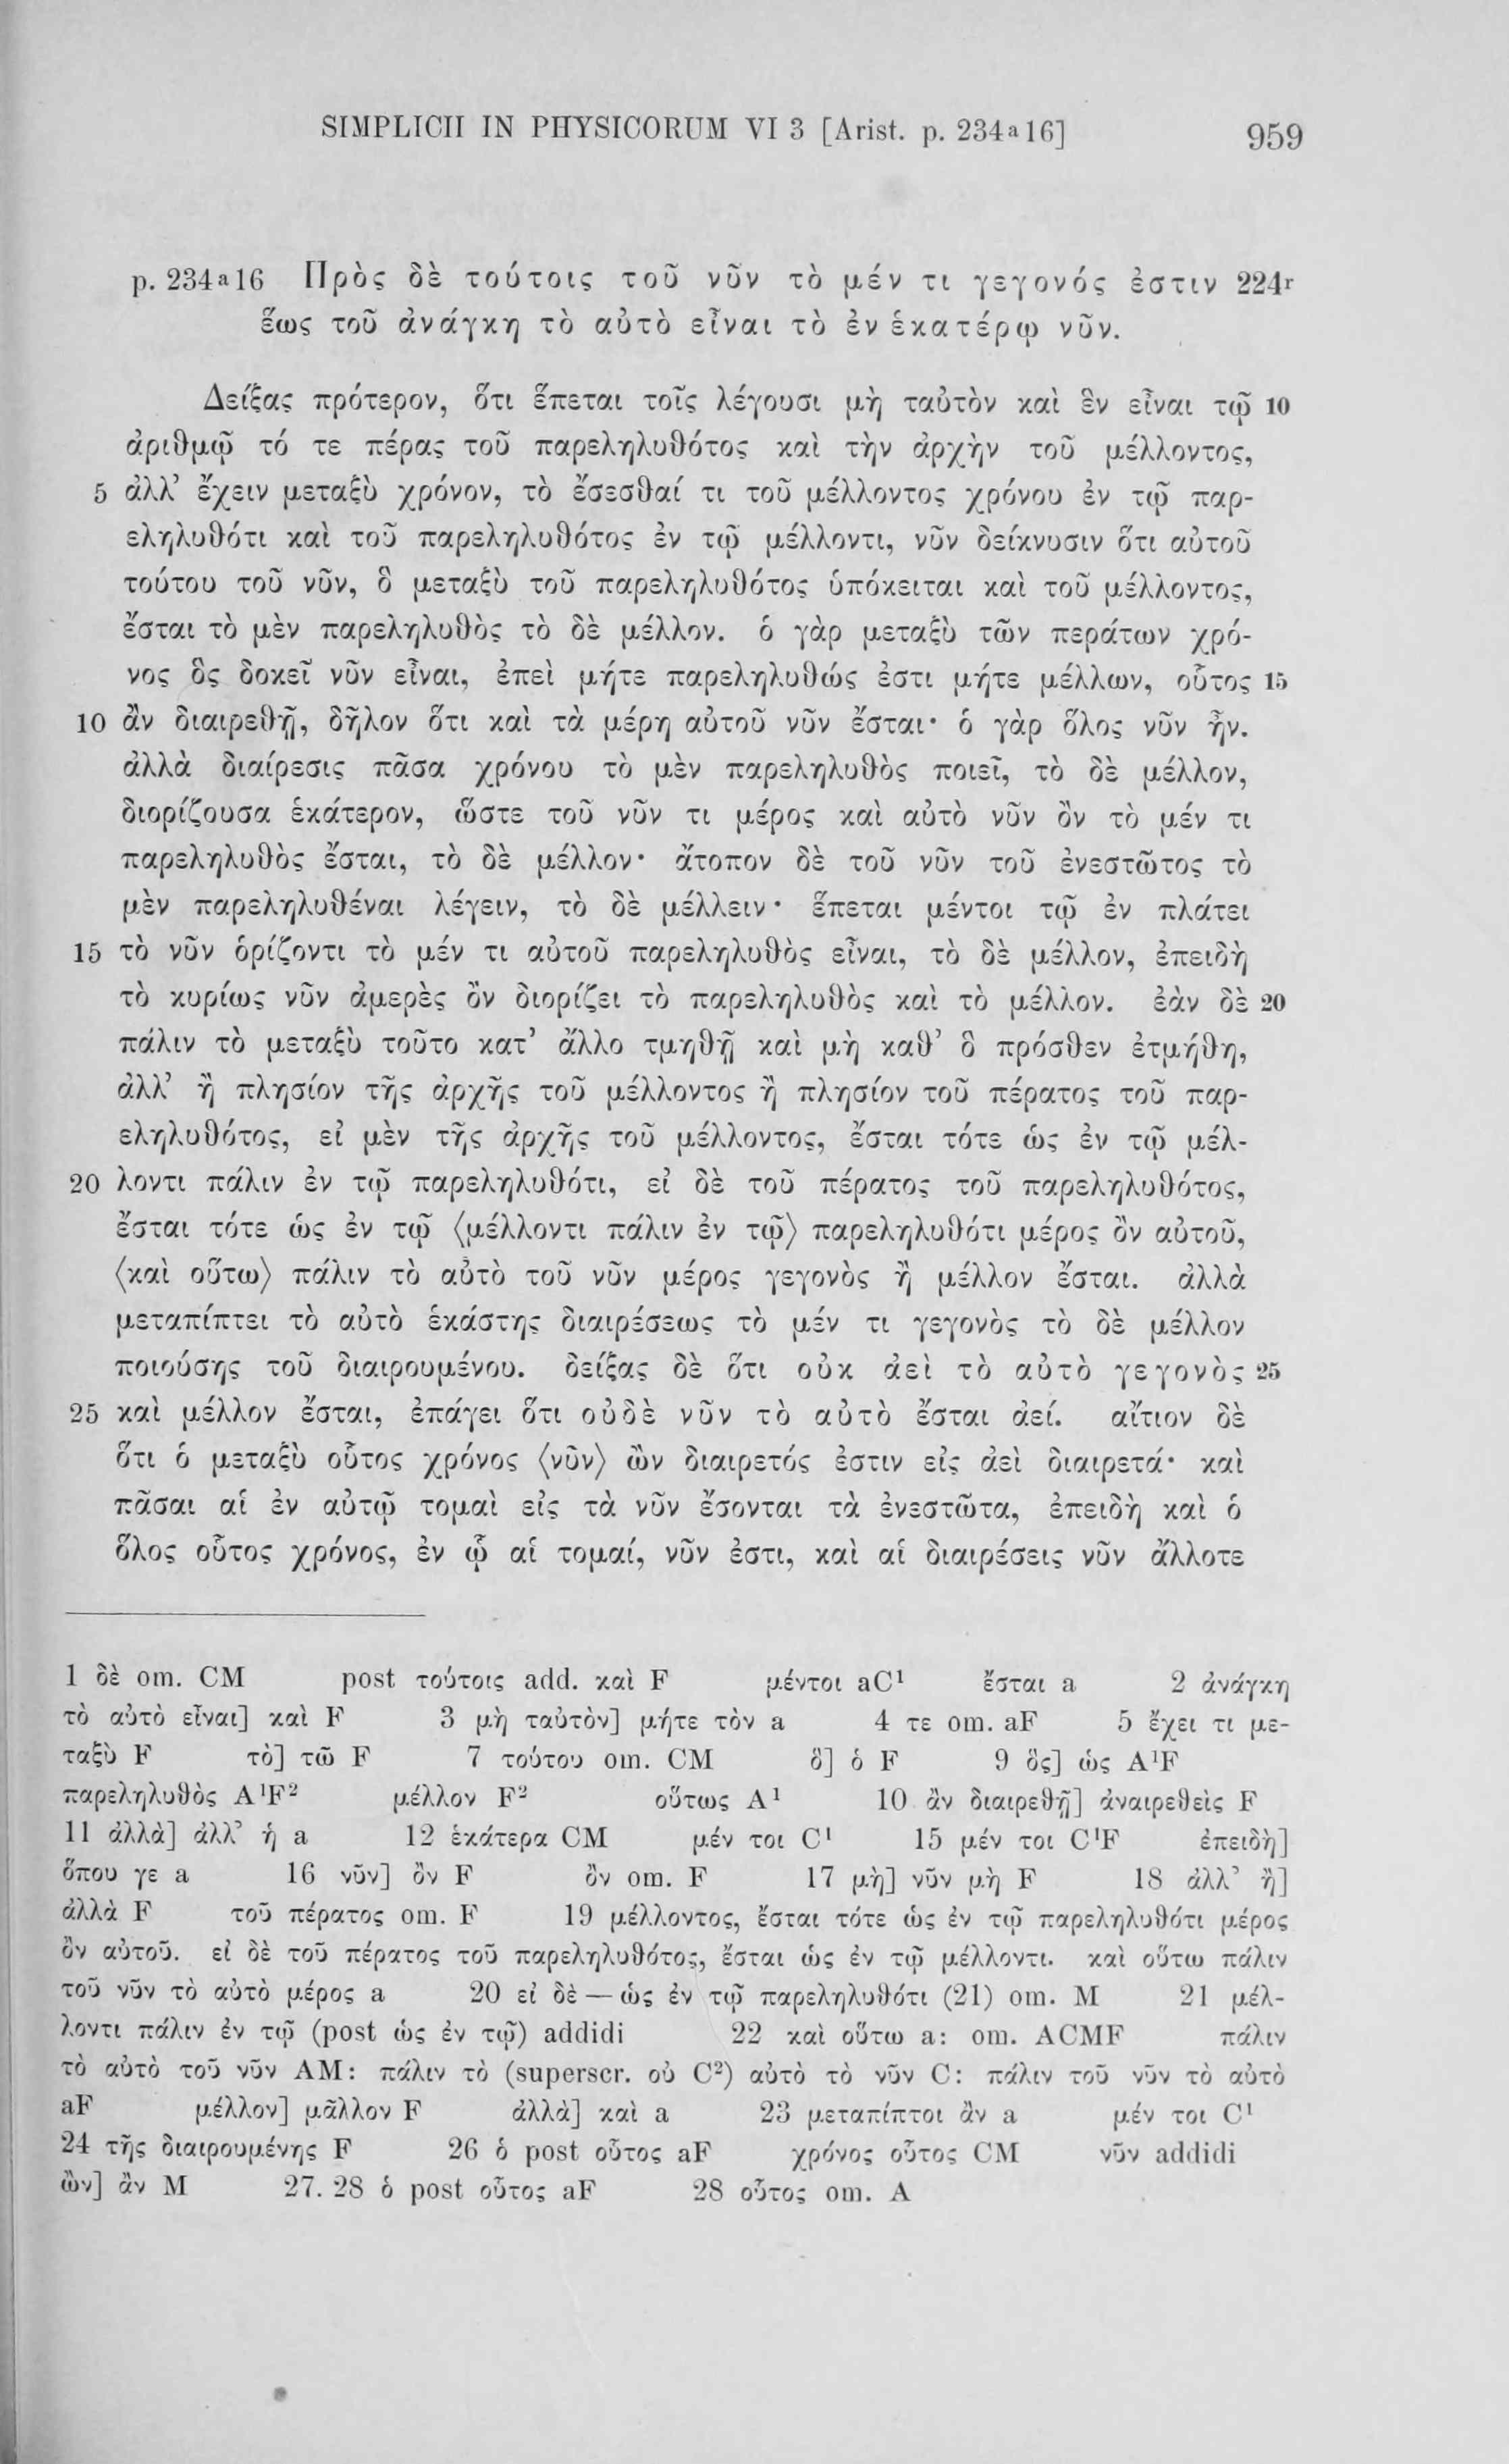 SIMPLICII IN PHYSICORUM VI 3 [Arist. p. 234ª16] 959
p. 234ª16 Πρὸς δὲ τούτοις τοῦ νῦν τὸ μέν τι γεγονός ἐστιν 224r
ἕως τοῦ ἀνάγκη τὸ αὐτὸ εἶναι τὸ ἐν ἑκατέρῳ νῦν.
Δείξας πρότερον, ὅτι ἕπεται τοῖς λέγουσι μὴ ταὐτὸν καὶ ἓν εἶναι τῷ 10
ἀριθμῷ τό τε πέρας τοῦ παρεληλυθότος καὶ τὴν ἀρχὴν τοῦ μέλλοντος,
5 ἀλλ’ ἔχειν μεταξὺ χρόνον, τὸ ἔσεσθαί τι τοῦ μέλλοντος χρόνου ἐν τῷ παρ-
εληλυθότι καὶ τοῦ παρεληλυθότος ἐν τῷ μέλλοντι, νῦν δείκνυσιν ὅτι αὐτοῦ
τούτου τοῦ νῦν, ὃ μεταξὺ τοῦ παρεληλυθότος ὑπόκειται καὶ τοῦ μέλλοντος,
ἔσται τὸ μὲν παρεληλυθὸς τὸ δὲ μέλλον. ὁ γὰρ μεταξὺ τῶν περάτων χρό-
νος ὃς δοκεῖ νῦν εἶναι, ἐπεὶ μήτε παρεληλυθώς ἐστι μήτε μέλλων, οὗτος 15
10 ἂν διαιρεθῇ, δῆλον ὅτι καὶ τὰ μέρη αὐτοῦ νῦν ἔσται· ὁ γὰρ ὅλος νῦν ἦν.
ἀλλὰ διαίρεσις πᾶσα χρόνου τὸ μὲν παρεληλυθὸς ποιεῖ, τὸ δὲ μέλλον,
διορίζουσα ἑκάτερον, ὥστε τοῦ νῦν τι μέρος καὶ αὐτὸ νῦν ὂν τὸ μέν τι
παρεληλυθὸς ἔσται, τὸ δὲ μέλλον· ἄτοπον δὲ τοῦ νῦν τοῦ ἐνεστῶτος τὸ
μὲν παρεληλυθέναι λέγειν, τὸ δὲ μέλλειν· ἕπεται μέντοι τῷ ἐν πλάτει
15 τὸ νῦν ὁρίζοντι τὸ μέν τι αὐτοῦ παρεληλυθὸς εἶναι, τὸ δὲ μέλλον, ἐπειδὴ
τὸ κυρίως νῦν ἀμερὲς ὂν διορίζει τὸ παρεληλυθὸς καὶ τὸ μέλλον. ἐὰν δὲ 20
πάλιν τὸ μεταξὺ τοῦτο κατ’ ἄλλο τμηθῇ καὶ μὴ καθ’ ὃ πρόσθεν ἐτμήθη,
ἀλλ’ ἢ πλησίον τῆς ἀρχῆς τοῦ μέλλοντος ἢ πλησίον τοῦ πέρατος τοῦ παρ-
εληλυθότος, εἰ μὲν τῆς ἀρχῆς τοῦ μέλλοντος, ἔσται τότε ὡς ἐν τῷ μέλ-
20 λοντι πάλιν ἐν τῷ παρεληλυθότι, εἰ δὲ τοῦ πέρατος τοῦ παρεληλυθότος,
ἔσται τότε ὡς ἐν τῷ ⟨μέλλοντι πάλιν ἐν τῷ⟩ παρεληλυθότι μέρος ὂν αὐτοῦ,
⟨καὶ οὕτω⟩ πάλιν τὸ αὐτὸ τοῦ νῦν μέρος γεγονὸς ἢ μέλλον ἔσται. ἀλλὰ
μεταπίπτει τὸ αὐτὸ ἑκάστης διαιρέσεως τὸ μέν τι γεγονὸς τὸ δὲ μέλλον
ποιούσης τοῦ διαιρουμένου. δείξας δὲ ὅτι οὐκ ἀεὶ τὸ αὐτὸ γεγονὸς 25
25 καὶ μέλλον ἔσται, ἐπάγει ὅτι οὐδὲ νῦν τὸ αὐτὸ ἔσται ἀεί. αἴτιον δὲ
ὅτι ὁ μεταξὺ οὗτος χρόνος ⟨νῦν⟩ ὢν διαιρετός ἐστιν εἰς ἀεὶ διαιρετά· καὶ
πᾶσαι αἱ ἐν αὐτῷ τομαὶ εἰς τὰ νῦν ἔσονται τὰ ἐνεστῶτα, ἐπειδὴ καὶ ὁ
ὅλος οὗτος χρόνος, ἐν ᾧ αἱ τομαί, νῦν ἐστι, καὶ αἱ διαιρέσεις νῦν ἄλλοτε
1 δὲ om. CM post τούτοις add. καὶ F μέντοι aC¹ ἔσται a 2 ἀνάγκη
τὸ αὐτὸ εἶναι] καὶ F 3 μὴ ταὐτὸν] μήτε τὸν a 4 τε om. aF 5 ἔχει τι με-
ταξὺ F τὸ] τῶ F 7 τούτου om. CM ὃ] ὁ F 9 ὃς] ὡς A¹F
παρεληλυθὸς A¹F² μέλλον F² οὕτως A¹ 10 ἂν διαιρεθῇ] ἀναιρεθεὶς F
11 ἀλλὰ] ἀλλ’ ἡ a 12 ἑκάτερα CM μέν τοι C¹ 15 μέν τοι C¹F ἐπειδὴ]
ὅπου γε a 16 νῦν] ὂν F ὂν om. F 17 μὴ] νῦν μὴ F 18 ἀλλ’ ἢ]
ἀλλὰ F τοῦ πέρατος om. F 19 μέλλοντος, ἔσται τότε ὡς ἐν τῷ παρεληλυθότι μέρος
ὂν αὐτοῦ. εἰ δὲ τοῦ πέρατος τοῦ παρεληλυθότος, ἔσται ὡς ἐν τῷ μέλλοντι. καὶ οὕτω πάλιν
τοῦ νῦν τὸ αὐτὸ μέρος a 20 εἰ δὲ — ὡς ἐν τῷ παρεληλυθότι (21) om. M 21 μέλ-
λοντι πάλιν ἐν τῷ (post ὡς ἐν τῷ) addidi 22 καὶ οὕτω a: om. ACMF πάλιν
τὸ αὐτὸ τοῦ νῦν AM: πάλιν τὸ (superscr. οὐ C²) αὐτὸ τὸ νῦν C: πάλιν τοῦ νῦν τὸ αὐτὸ
aF μέλλον] μᾶλλον F ἀλλὰ] καὶ a 23 μεταπίπτοι ἂν a μέν τοι C¹
24 τῆς διαιρουμένης F 26 ὁ post οὗτος aF χρόνος οὗτος CM νῦν addidi
ὢν] ἂν M 27. 28 ὁ post οὗτος aF 28 οὗτος om. A